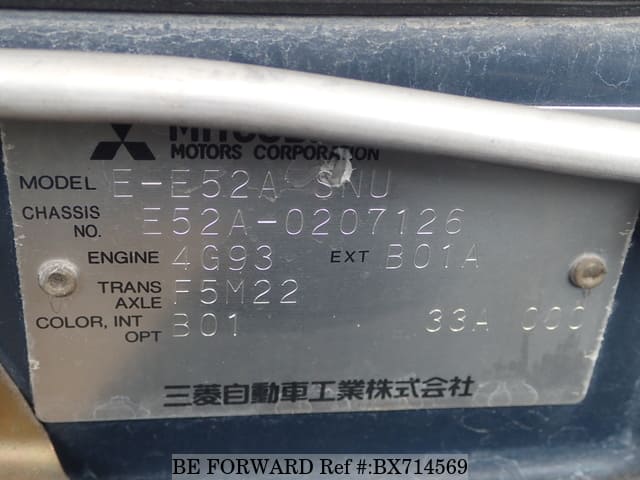 MOTORS CORPORATION
MODEL E-E52A SNU
CHASSIS NO. E52A-0207126
ENGINE 4G93 EXT B01A
TRANS AXLE F5M22
COLOR, INT OPT B01 33A 000
三菱自動車工業株式会社
BE FORWARD Ref #:BX714569